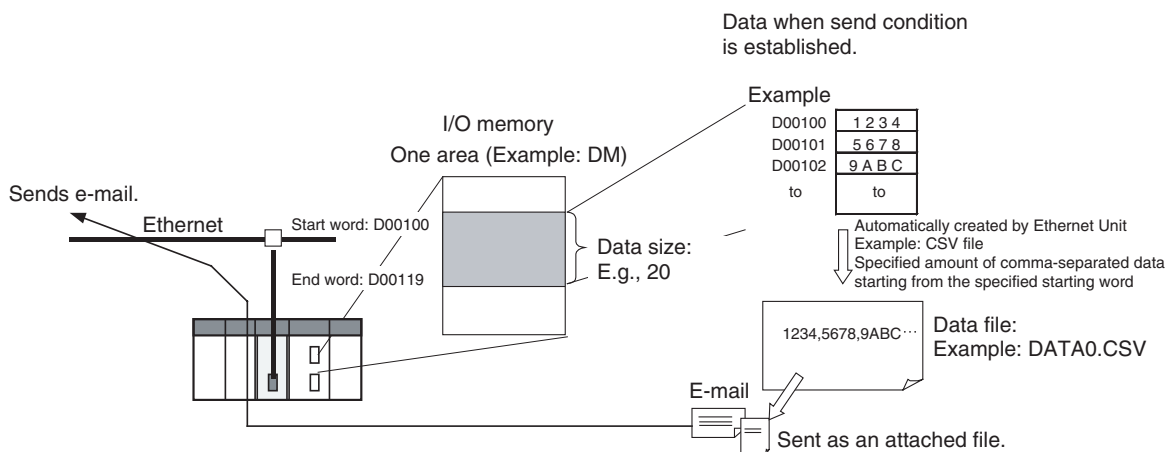 Data when send condition
is established.
Example
D00100 1 2 3 4
D00101 5 6 7 8
D00102 9 A B C
to to
I/O memory
One area (Example: DM)
Sends e-mail.
Ethernet
Start word: D00100
End word: D00119
Data size:
E.g., 20
Automatically created by Ethernet Unit
Example: CSV file
Specified amount of comma-separated data
starting from the specified starting word
1234,5678,9ABC···
Data file:
Example: DATA0.CSV
E-mail
Sent as an attached file.